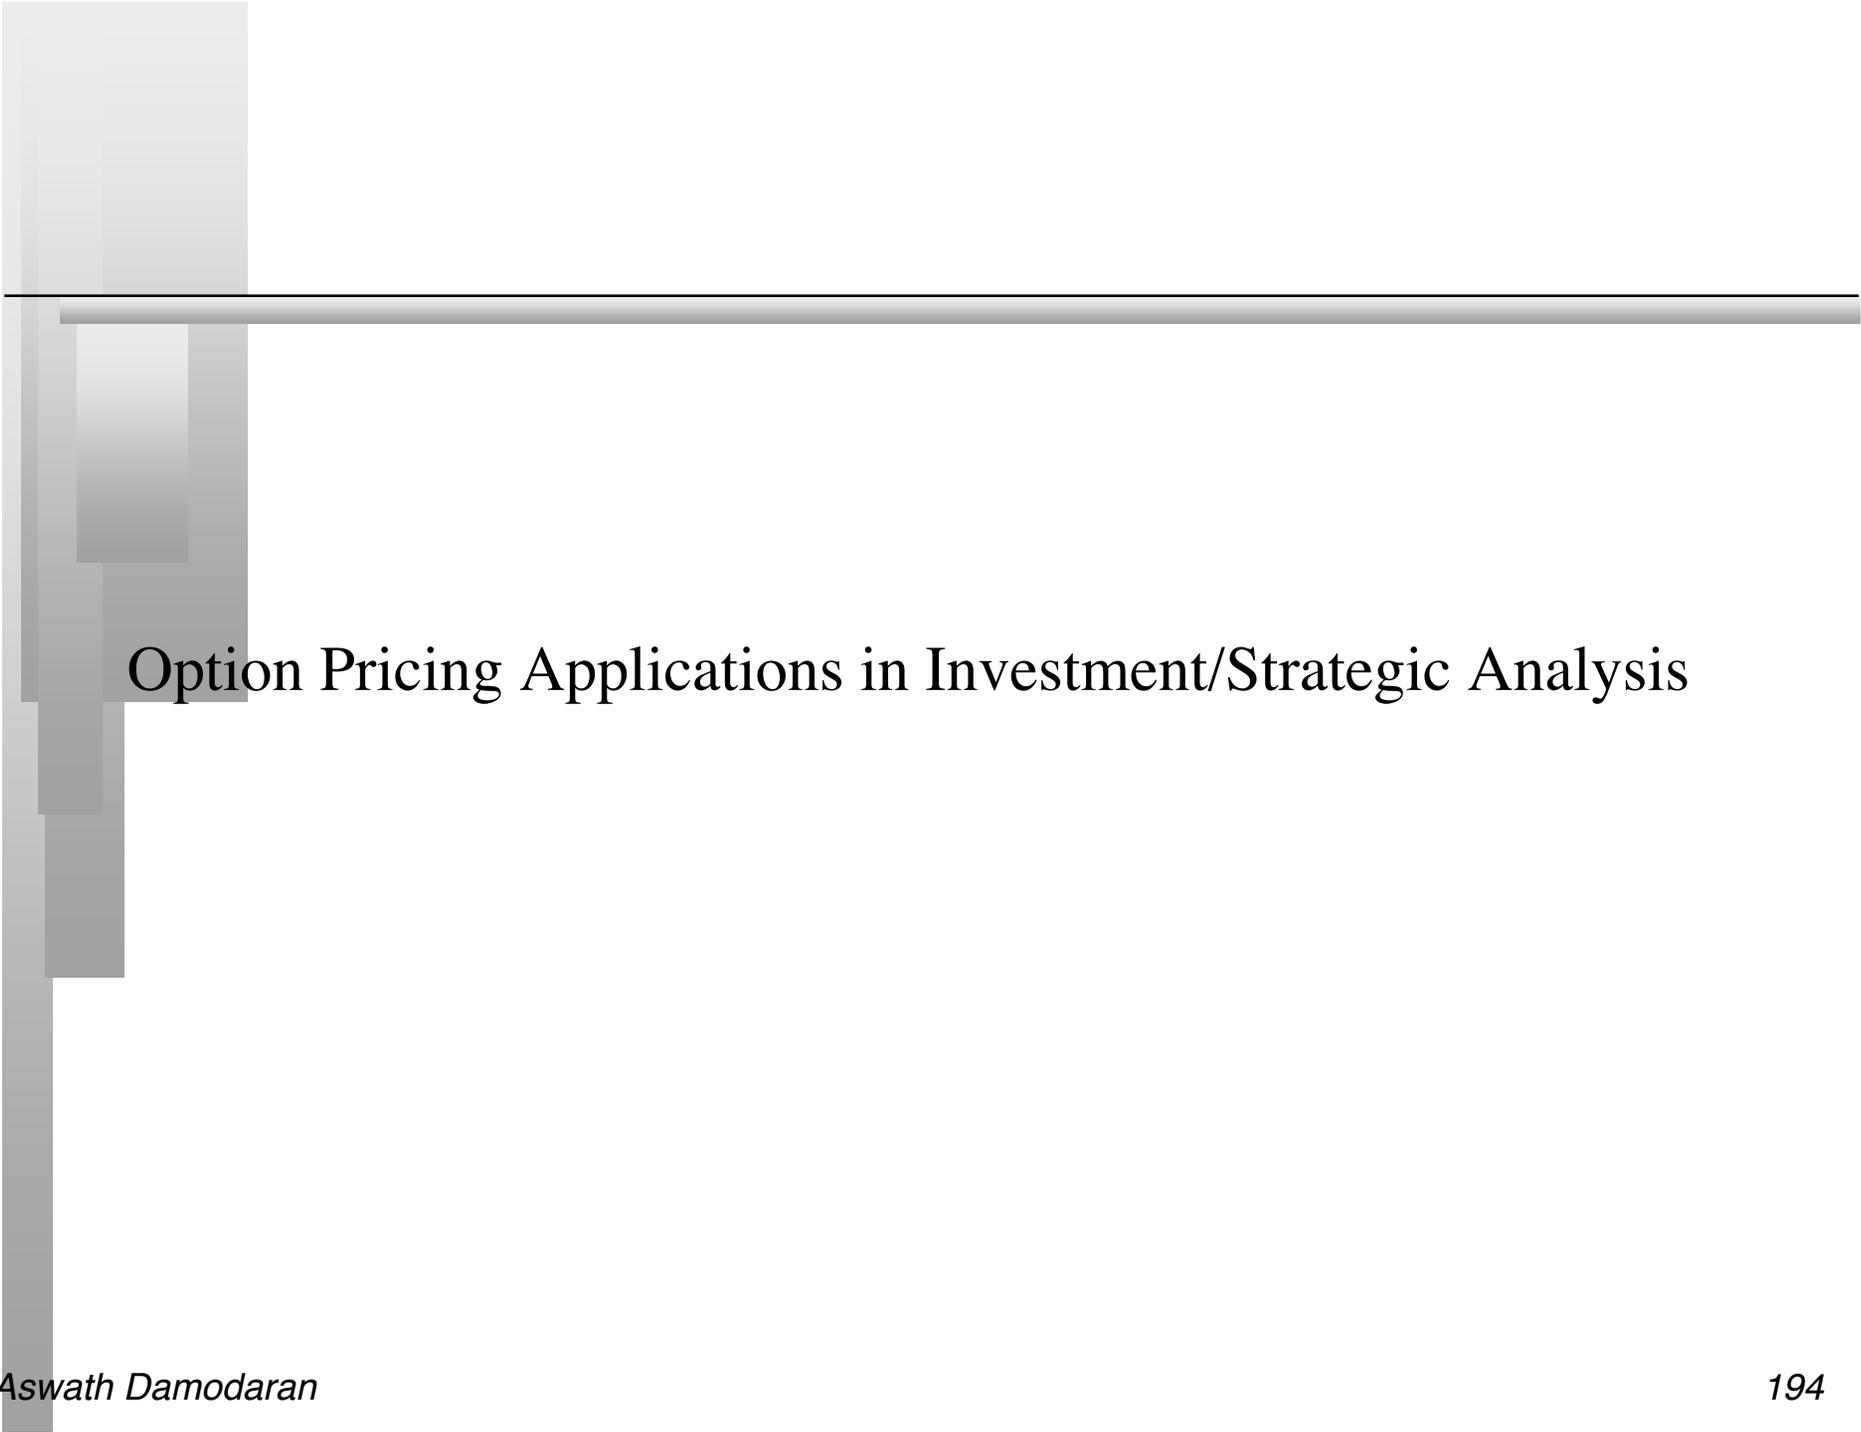 Option Pricing Applications in Investment/Strategic Analysis
Aswath Damodaran
194